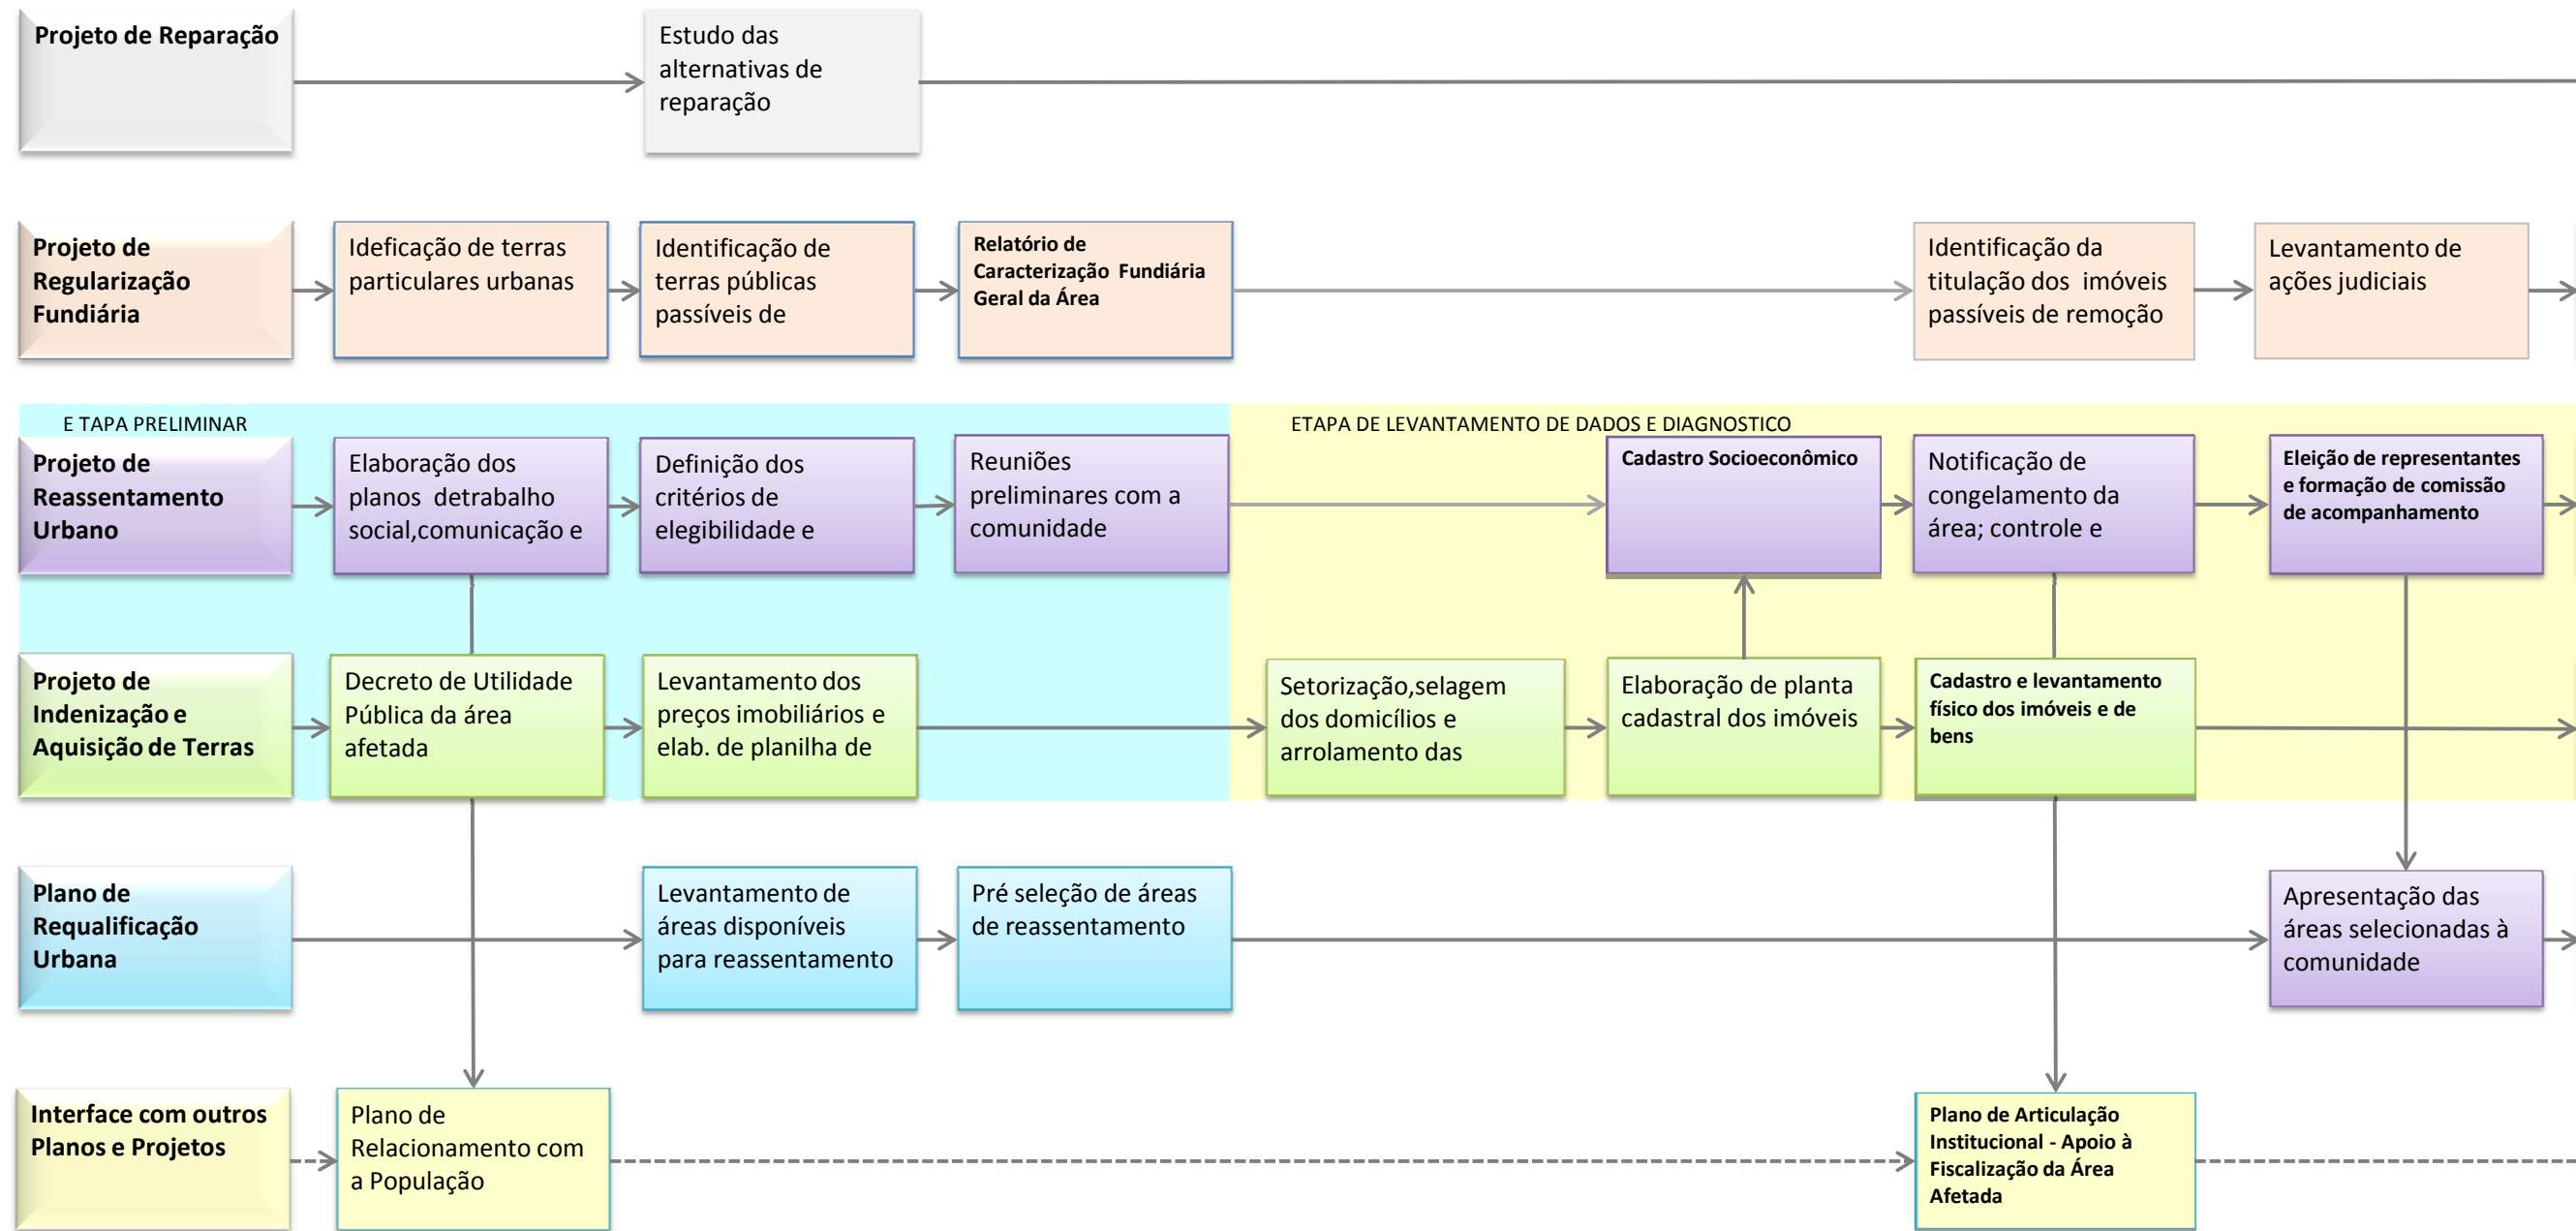 Projeto de Reparação
Estudo das
alternativas de
reparação
Projeto de
Regularização
Fundiária
Ideficação de terras
particulares urbanas
Identificação de
terras públicas
passíveis de
Relatório de
Caracterização Fundiária
Geral da Área
Identificação da
titulação dos imóveis
passíveis de remoção
Levantamento de
ações judiciais
E TAPA PRELIMINAR
ETAPA DE LEVANTAMENTO DE DADOS E DIAGNOSTICO
Projeto de
Reassentamento
Urbano
Elaboração dos
planos detrabalho
social,comunicação e
Definição dos
critérios de
elegibilidade e
Reuniões
preliminares com a
comunidade
Cadastro Socioeconômico
Notificação de
congelamento da
área; controle e
Eleição de representantes
e formação de comissão
de acompanhamento
Projeto de
Indenização e
Aquisição de Terras
Decreto de Utilidade
Pública da área
afetada
Levantamento dos
preços imobiliários e
elab. de planilha de
Setorização,selagem
dos domicílios e
arrolamento das
Elaboração de planta
cadastral dos imóveis
Cadastro e levantamento
físico dos imóveis e de
bens
Plano de
Requalificação
Urbana
Levantamento de
áreas disponíveis
para reassentamento
Pré seleção de áreas
de reassentamento
Apresentação das
áreas selecionadas à
comunidade
Interface com outros
Planos e Projetos
Plano de
Relacionamento com
a População
Plano de Articulação
Institucional - Apoio à
Fiscalização da Área
Afetada